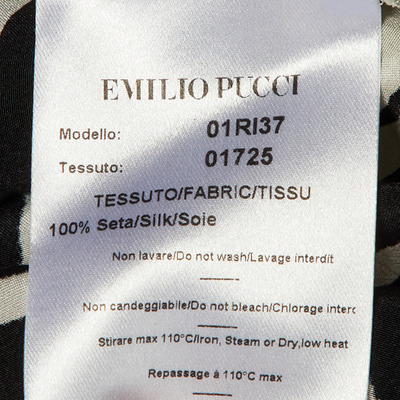 EMILIO PUCCI
Modello: 01RI37
Tessuto: 01725
TESSUTO/FABRIC/TISSU
100% Seta/Silk/Soie
Non lavare/Do not wash/Lavage interdit
Non candeggiabile/Do not bleach/Chlorage interc
Stirare max 110°C/Iron, Steam or Dry,low heat
Repassage à 110°C max